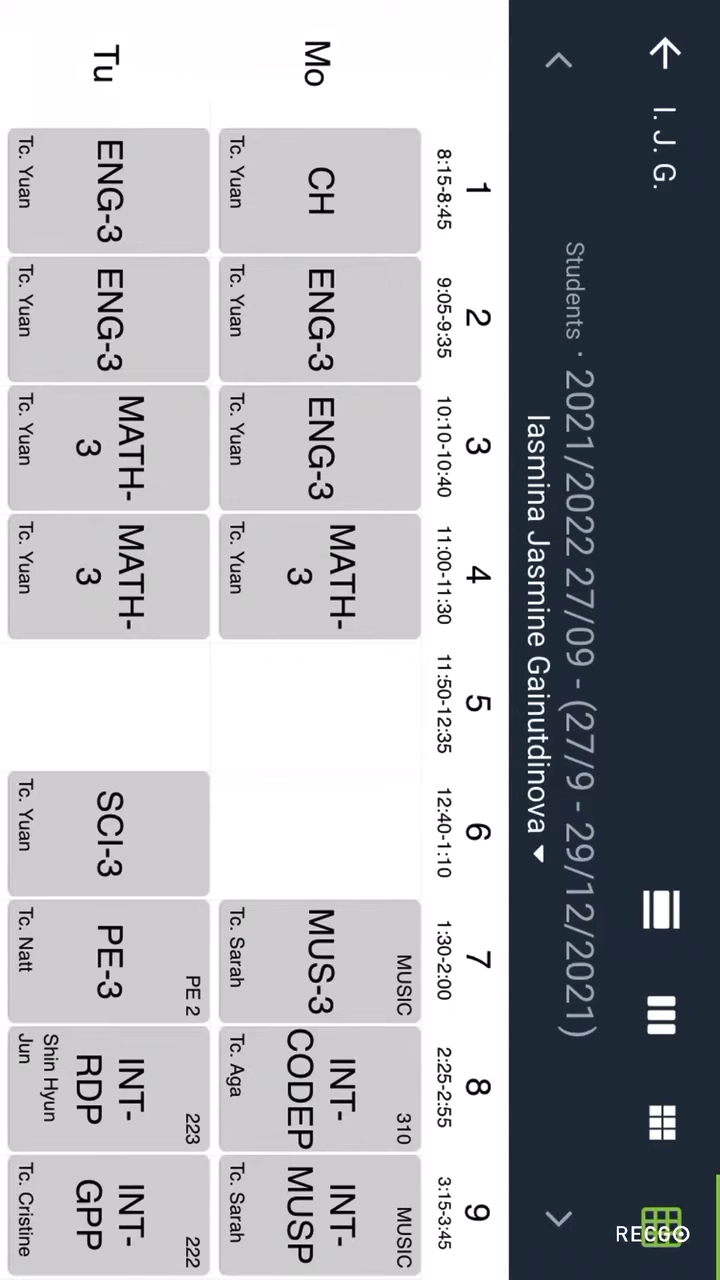 I. J. G.
Students · 2021/2022 27/09 - (27/9 - 29/12/2021)
Iasmina Jasmine Gainutdinova
1
8:15-8:45
2
9:05-9:35
3
10:10-10:40
4
11:00-11:30
5
11:50-12:35
6
12:40-1:10
7
1:30-2:00
8
2:25-2:55
9
3:15-3:45
Mo
CH
Tc. Yuan
ENG-3
Tc. Yuan
ENG-3
Tc. Yuan
MATH-
3
Tc. Yuan
MUSIC
MUS-3
Tc. Sarah
310
INT-
CODEP
Tc. Aga
MUSIC
INT-
MUSP
Tc. Sarah
Tu
ENG-3
Tc. Yuan
ENG-3
Tc. Yuan
MATH-
3
Tc. Yuan
MATH-
3
Tc. Yuan
SCI-3
Tc. Yuan
PE 2
PE-3
Tc. Natt
223
INT-
RDP
Shin Hyun
Jun
222
INT-
GPP
Tc. Cristine
RECGO